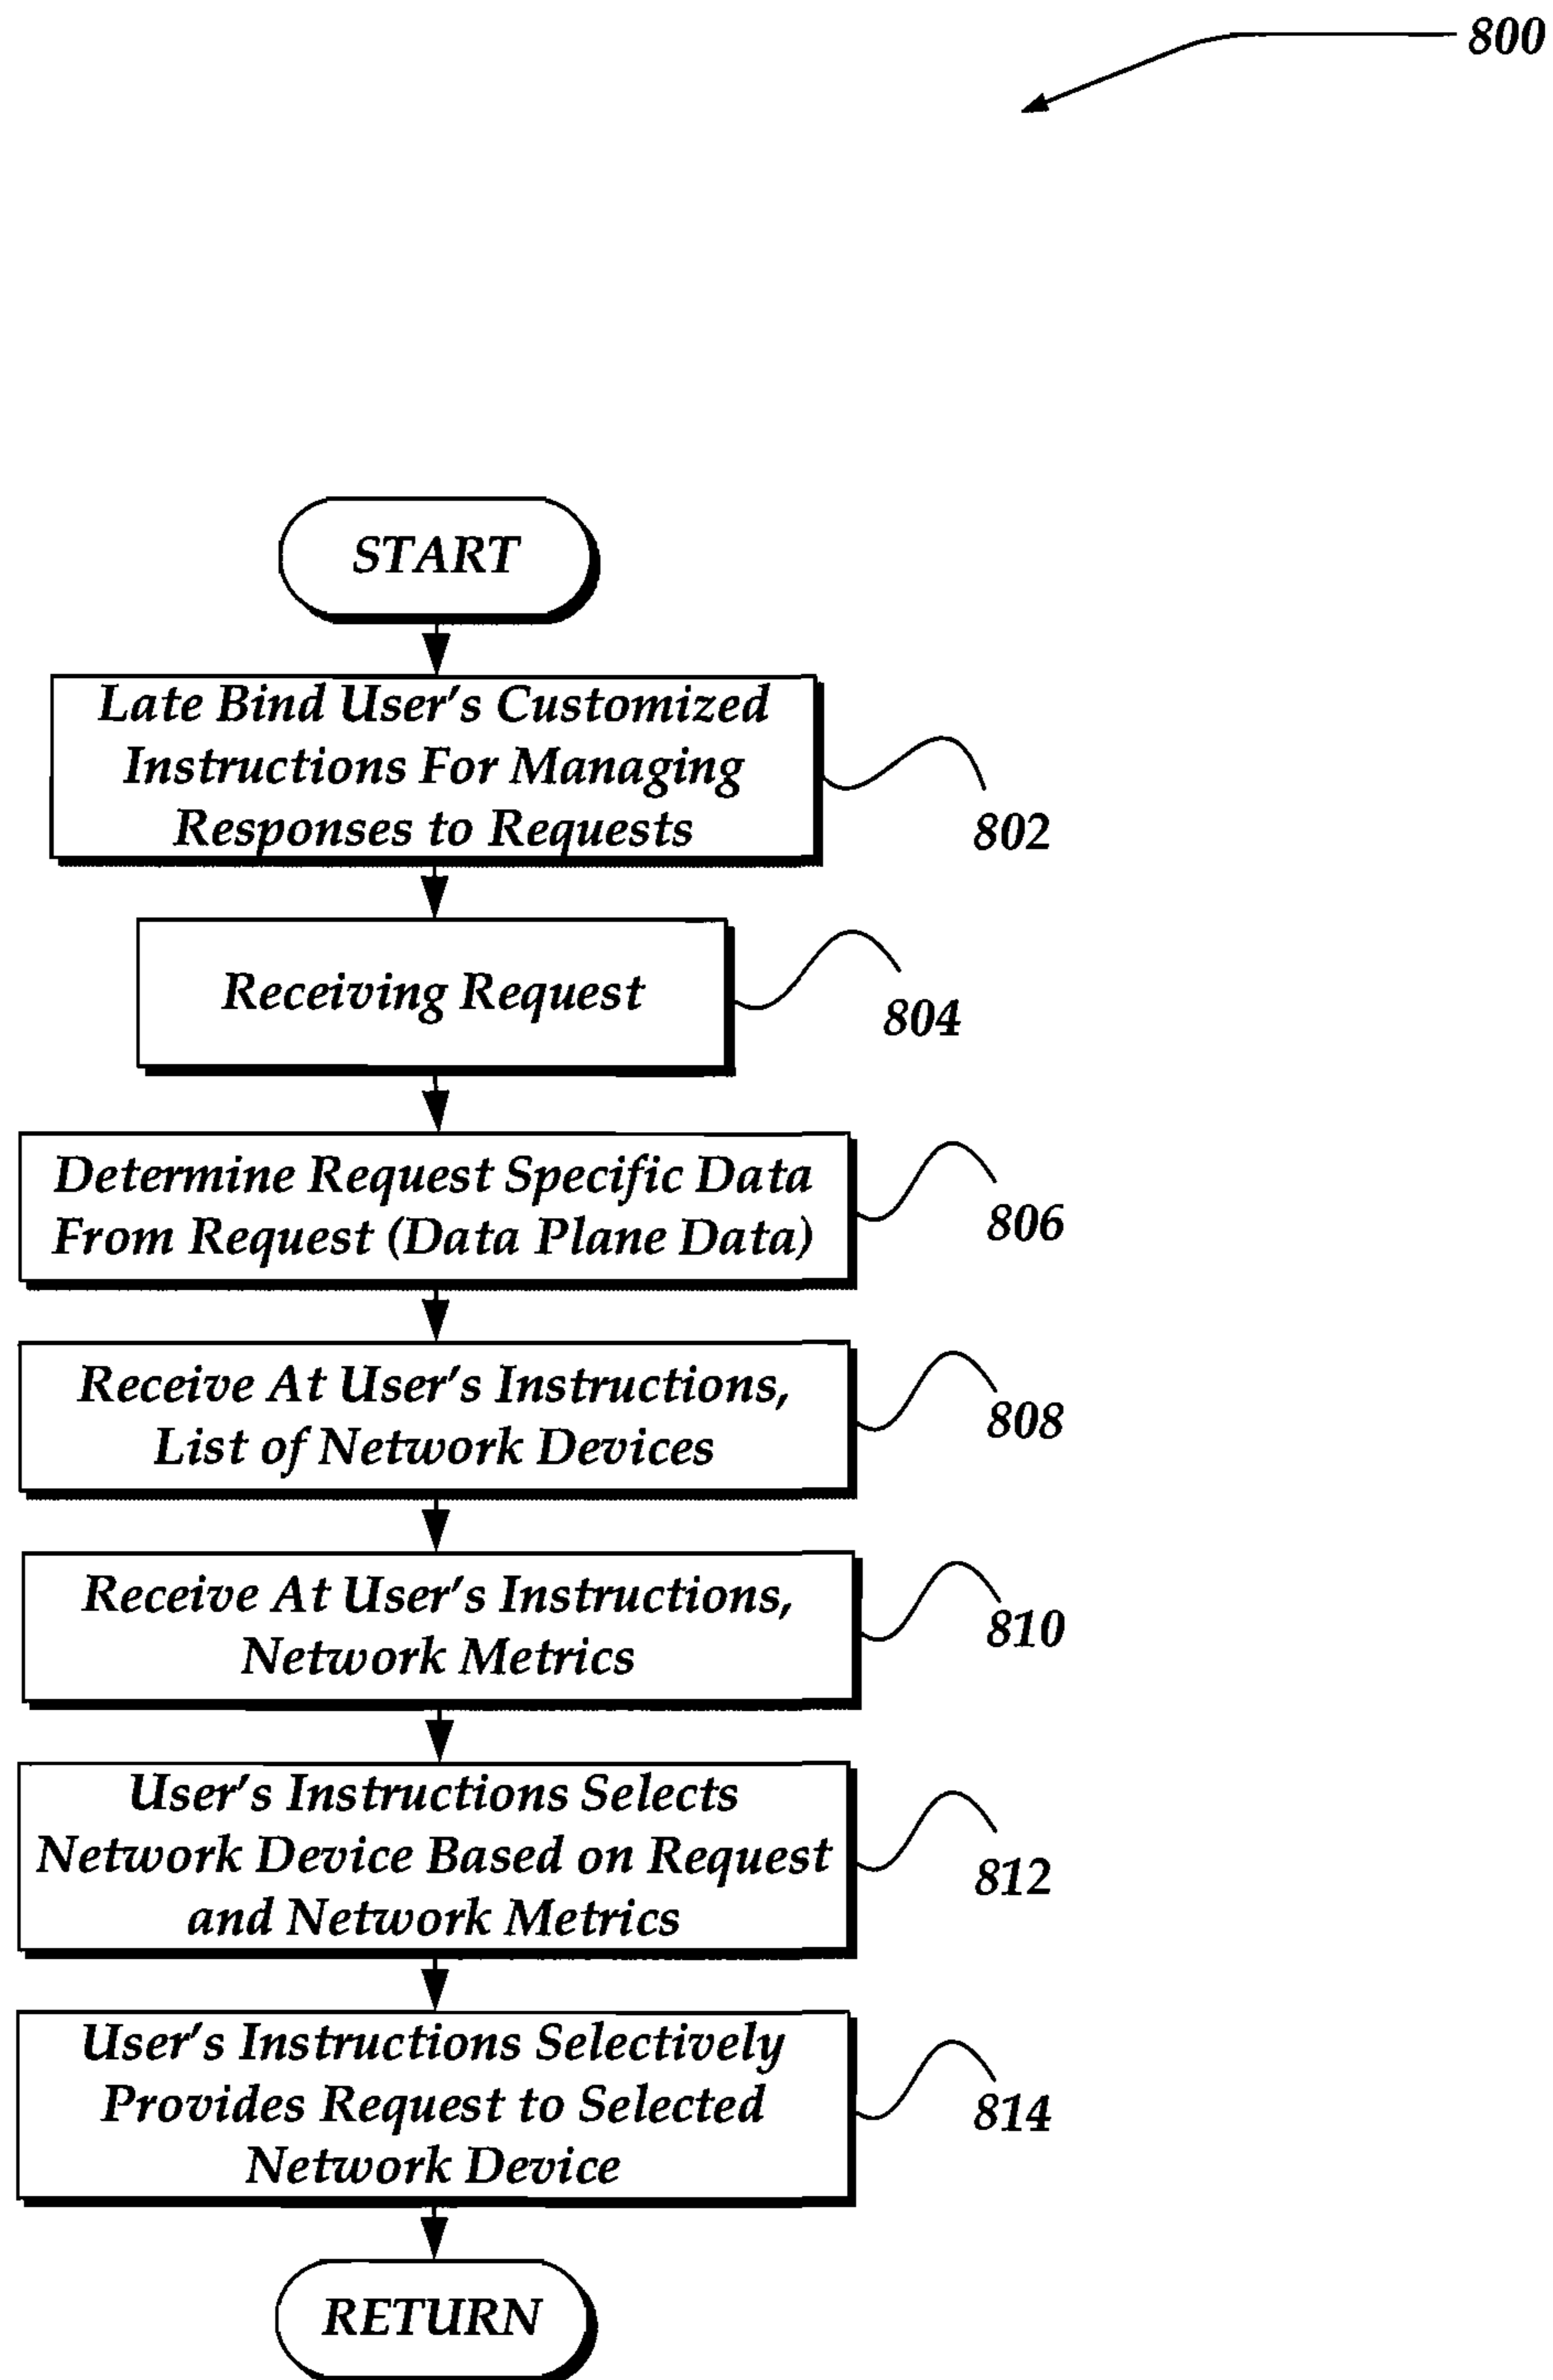 800
START
Late Bind User's Customized
Instructions For Managing
Responses to Requests
802
Receiving Request
804
Determine Request Specific Data
From Request (Data Plane Data)
806
Receive At User's Instructions,
List of Network Devices
808
Receive At User's Instructions,
Network Metrics
810
User's Instructions Selects
Network Device Based on Request
and Network Metrics
812
User's Instructions Selectively
Provides Request to Selected
Network Device
814
RETURN